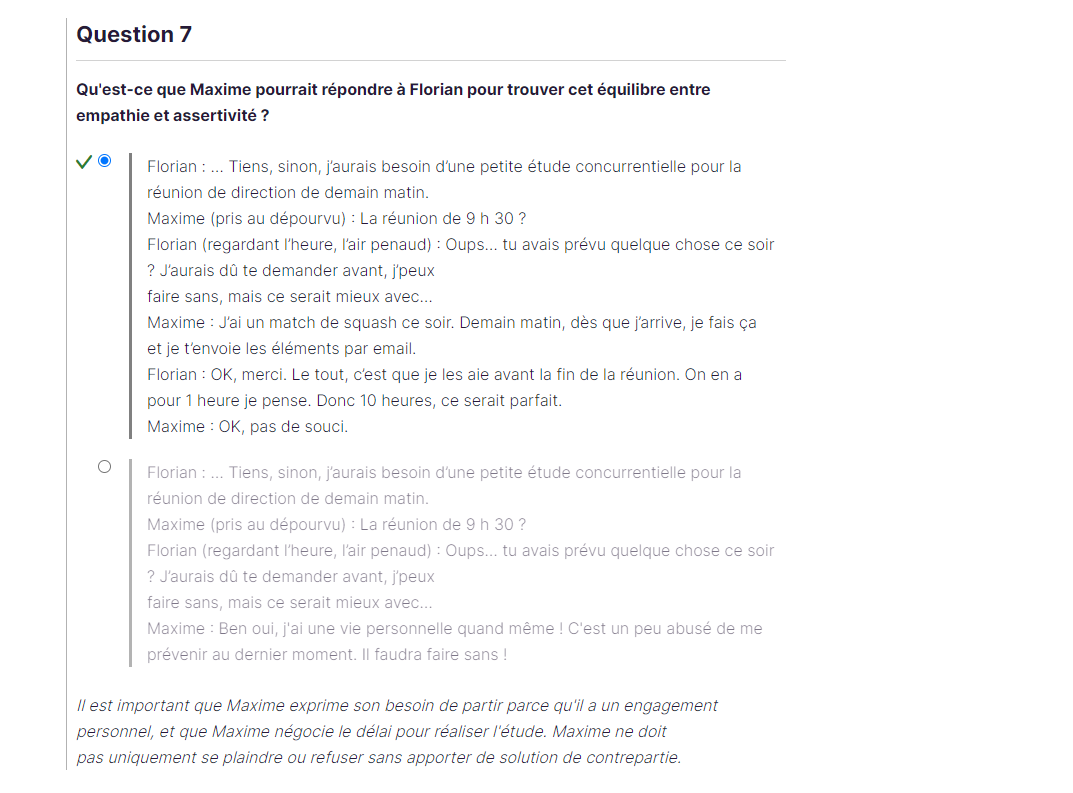 Question 7
Qu'est-ce que Maxime pourrait répondre à Florian pour trouver cet équilibre entre
empathie et assertivité ?
Florian : … Tiens, sinon, j’aurais besoin d’une petite étude concurrentielle pour la
réunion de direction de demain matin.
Maxime (pris au dépourvu) : La réunion de 9 h 30 ?
Florian (regardant l’heure, l’air penaud) : Oups… tu avais prévu quelque chose ce soir
? J’aurais dû te demander avant, j’peux
faire sans, mais ce serait mieux avec…
Maxime : J’ai un match de squash ce soir. Demain matin, dès que j’arrive, je fais ça
et je t’envoie les éléments par email.
Florian : OK, merci. Le tout, c’est que je les aie avant la fin de la réunion. On en a
pour 1 heure je pense. Donc 10 heures, ce serait parfait.
Maxime : OK, pas de souci.
Florian : … Tiens, sinon, j’aurais besoin d’une petite étude concurrentielle pour la
réunion de direction de demain matin.
Maxime (pris au dépourvu) : La réunion de 9 h 30 ?
Florian (regardant l’heure, l’air penaud) : Oups… tu avais prévu quelque chose ce soir
? J’aurais dû te demander avant, j’peux
faire sans, mais ce serait mieux avec…
Maxime : Ben oui, j'ai une vie personnelle quand même ! C'est un peu abusé de me
prévenir au dernier moment. Il faudra faire sans !
Il est important que Maxime exprime son besoin de partir parce qu'il a un engagement
personnel, et que Maxime négocie le délai pour réaliser l'étude. Maxime ne doit
pas uniquement se plaindre ou refuser sans apporter de solution de contrepartie.